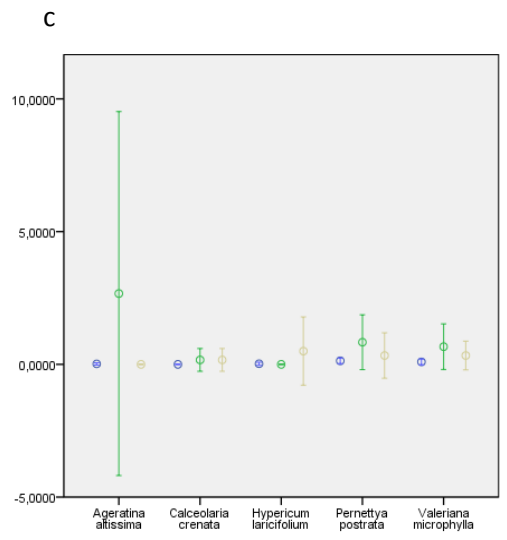 C
10,0000
5,0000
0,0000
-5,0000
Ageratina Calceolaria Hypericum Pernettya Valeriana
altissima crenata laricifolium postrata microphylla